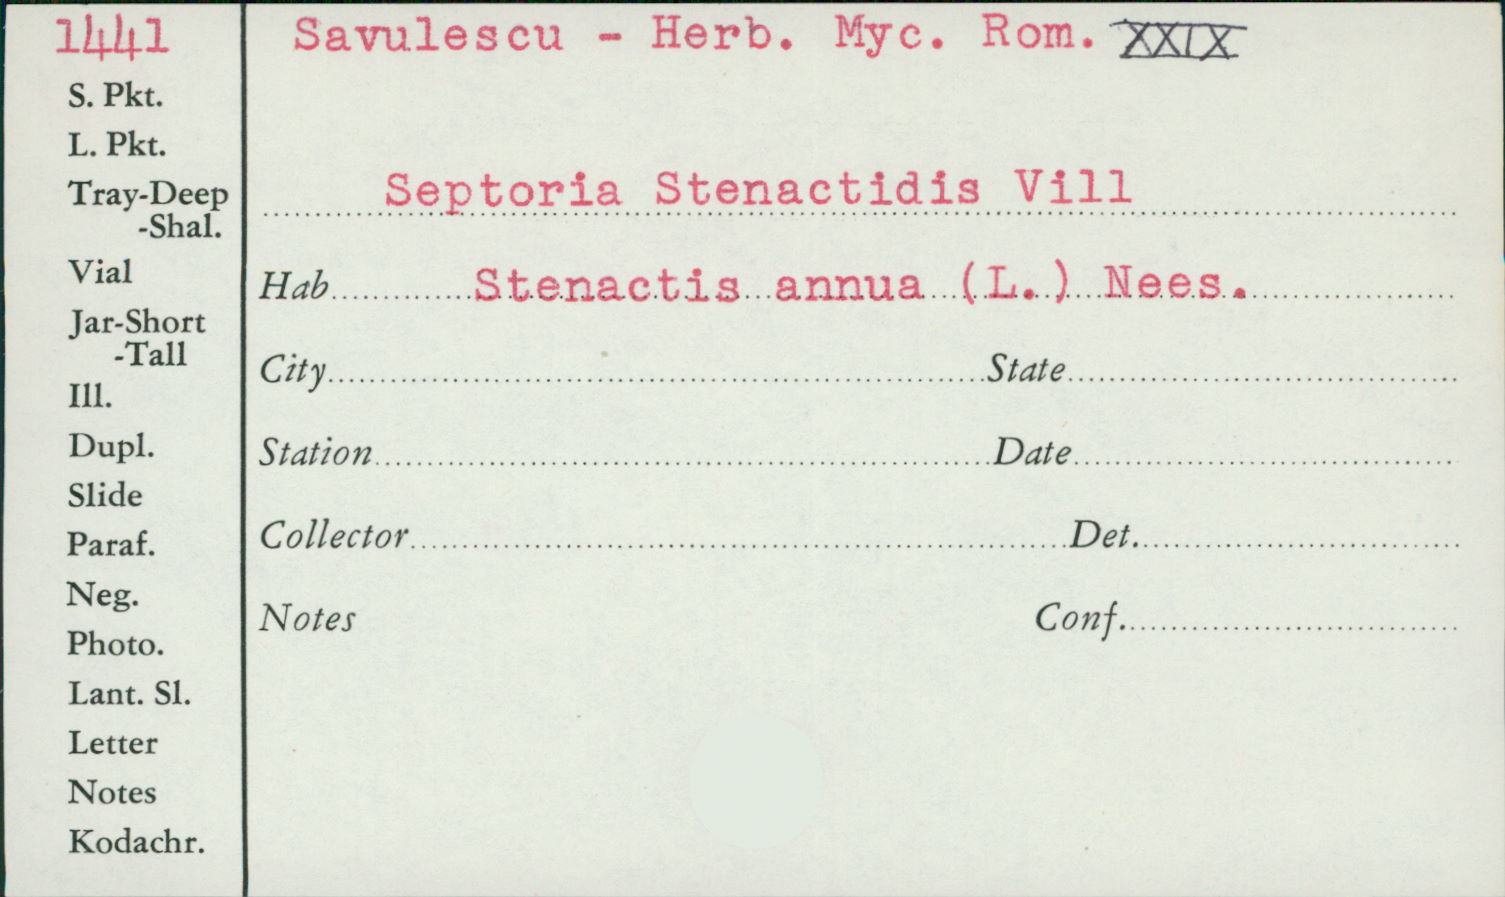 1441
Savulescu - Herb. Myc. Rom. XXIX
S. Pkt.
L. Pkt.
Tray-Deep
-Shal.
Vial
Jar-Short
-Tall
Ill.
Dupl.
Slide
Paraf.
Neg.
Photo.
Lant. Sl.
Letter
Notes
Kodachr.
Septoria Stenactidis Vill
Hab Stenactis annua (L.) Nees.
City State
Station Date
Collector Det.
Notes Conf.